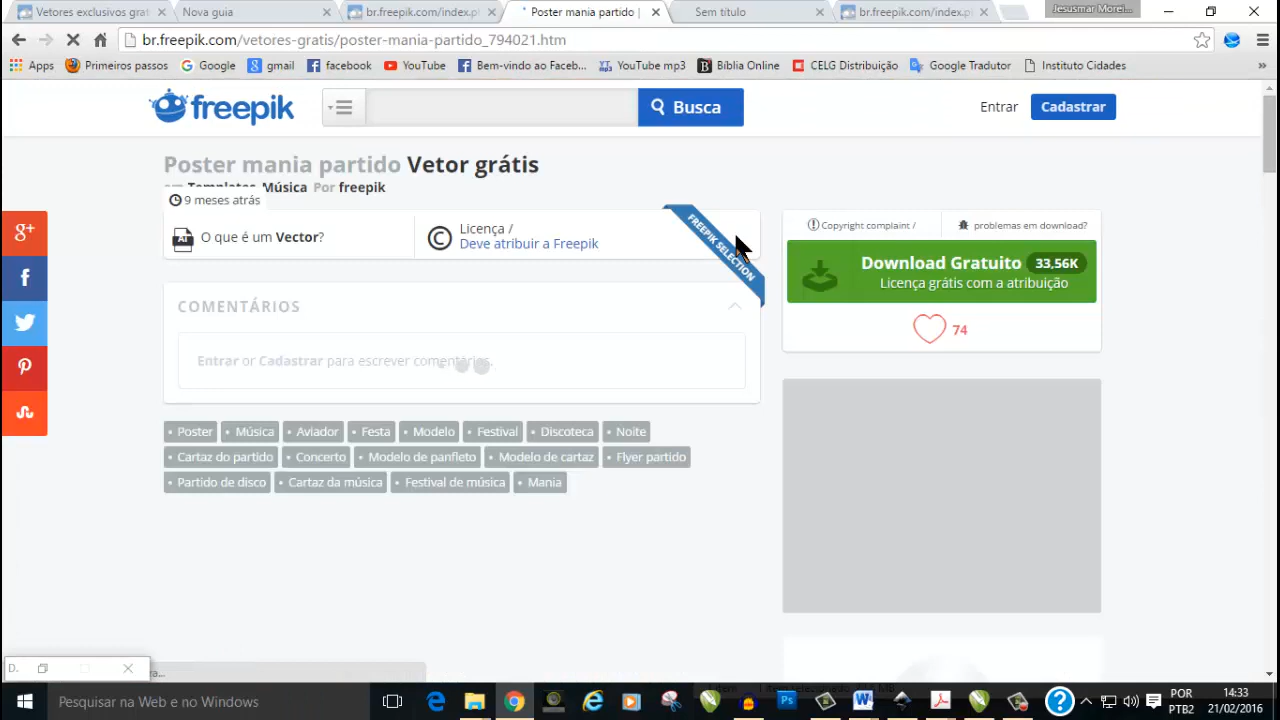 Vetores exclusivos grat
Nova guia
br.freepik.com/index.p
Poster mania partido |
Sem título
br.freepik.com/index.p
br.freepik.com/vetores-gratis/poster-mania-partido_794021.htm
Apps
Primeiros passos
Google
gmail
facebook
YouTube
Bem-vindo ao Faceb...
YouTube mp3
Bíblia Online
CELG Distribuição
Google Tradutor
Instituto Cidades
»
freepik
Busca
Entrar
Cadastrar
Poster mania partido Vetor grátis
em Templates, Música Por freepik
9 meses atrás
O que é um Vector?
Licença /
Deve atribuir a Freepik
FREEPIK SELECTION
Copyright complaint /
problemas em download?
Download Gratuito 33,56K
Licença grátis com a atribuição
74
COMENTÁRIOS
Entrar or Cadastrar para escrever comentários.
• Poster • Música • Aviador • Festa • Modelo • Festival • Discoteca • Noite
• Cartaz do partido • Concerto • Modelo de panfleto • Modelo de cartaz • Flyer partido
• Partido de disco • Cartaz da música • Festival de música • Mania
D.
Pesquisar na Web e no Windows
POR
PTB2
14:33
21/02/2016